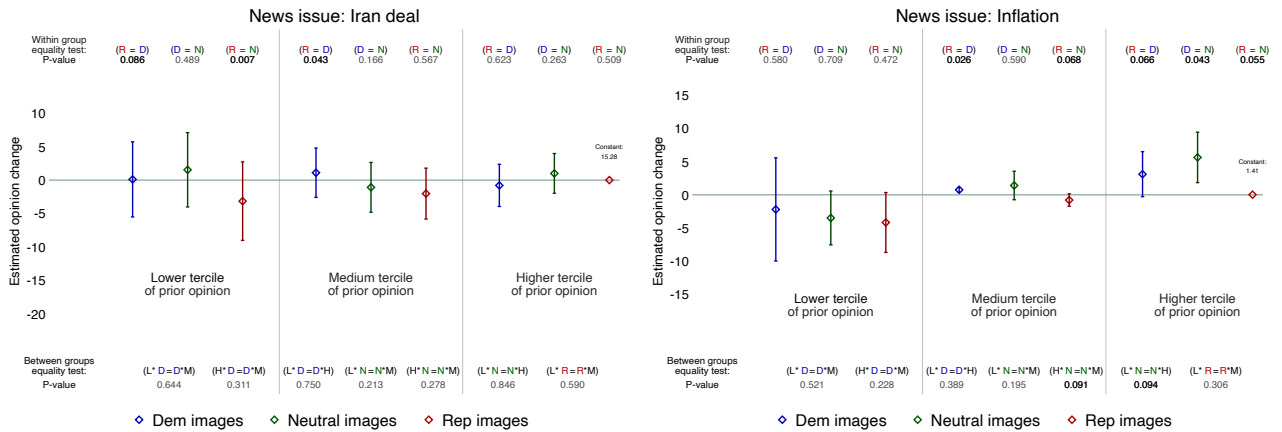 News issue: Iran deal
Within group
equality test:
P-value
(R = D) (D = N) (R = N) (R = D) (D = N) (R = N) (R = D) (D = N) (R = N)
0.086 0.489 0.007 0.043 0.166 0.567 0.623 0.263 0.509
Estimated opinion change
10
5
0
-5
-10
-15
-20
Constant:
15.28
Lower tercile
of prior opinion
Medium tercile
of prior opinion
Higher tercile
of prior opinion
Between groups
equality test:
P-value
(L* D=D*M) (H* D=D*M) (L* D=D*H) (L* N=N*M) (H* N=N*M) (L* N=N*H) (L* R=R*M)
0.644 0.311 0.750 0.213 0.278 0.846 0.590
Dem images Neutral images Rep images
News issue: Inflation
Within group
equality test:
P-value
(R = D) (D = N) (R = N) (R = D) (D = N) (R = N) (R = D) (D = N) (R = N)
0.580 0.709 0.472 0.026 0.590 0.068 0.066 0.043 0.055
Estimated opinion change
15
10
5
0
-5
-10
-15
Constant:
1.41
Lower tercile
of prior opinion
Medium tercile
of prior opinion
Higher tercile
of prior opinion
Between groups
equality test:
P-value
(L* D=D*M) (H* D=D*M) (L* D=D*H) (L* N=N*M) (H* N=N*M) (L* N=N*H) (L* R=R*M)
0.521 0.228 0.389 0.195 0.091 0.094 0.306
Dem images Neutral images Rep images